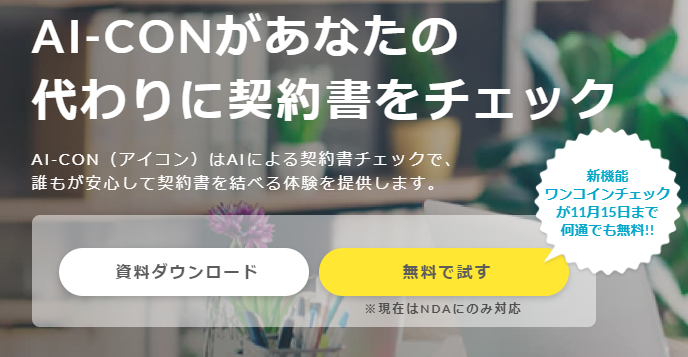 AI-CONがあなたの
代わりに契約書をチェック
AI-CON（アイコン）はAIによる契約書チェックで、
誰もが安心して契約書を結べる体験を提供します。
新機能
ワンコインチェック
が11月15日まで
何通でも無料!!
資料ダウンロード
無料で試す
※現在はNDAにのみ対応